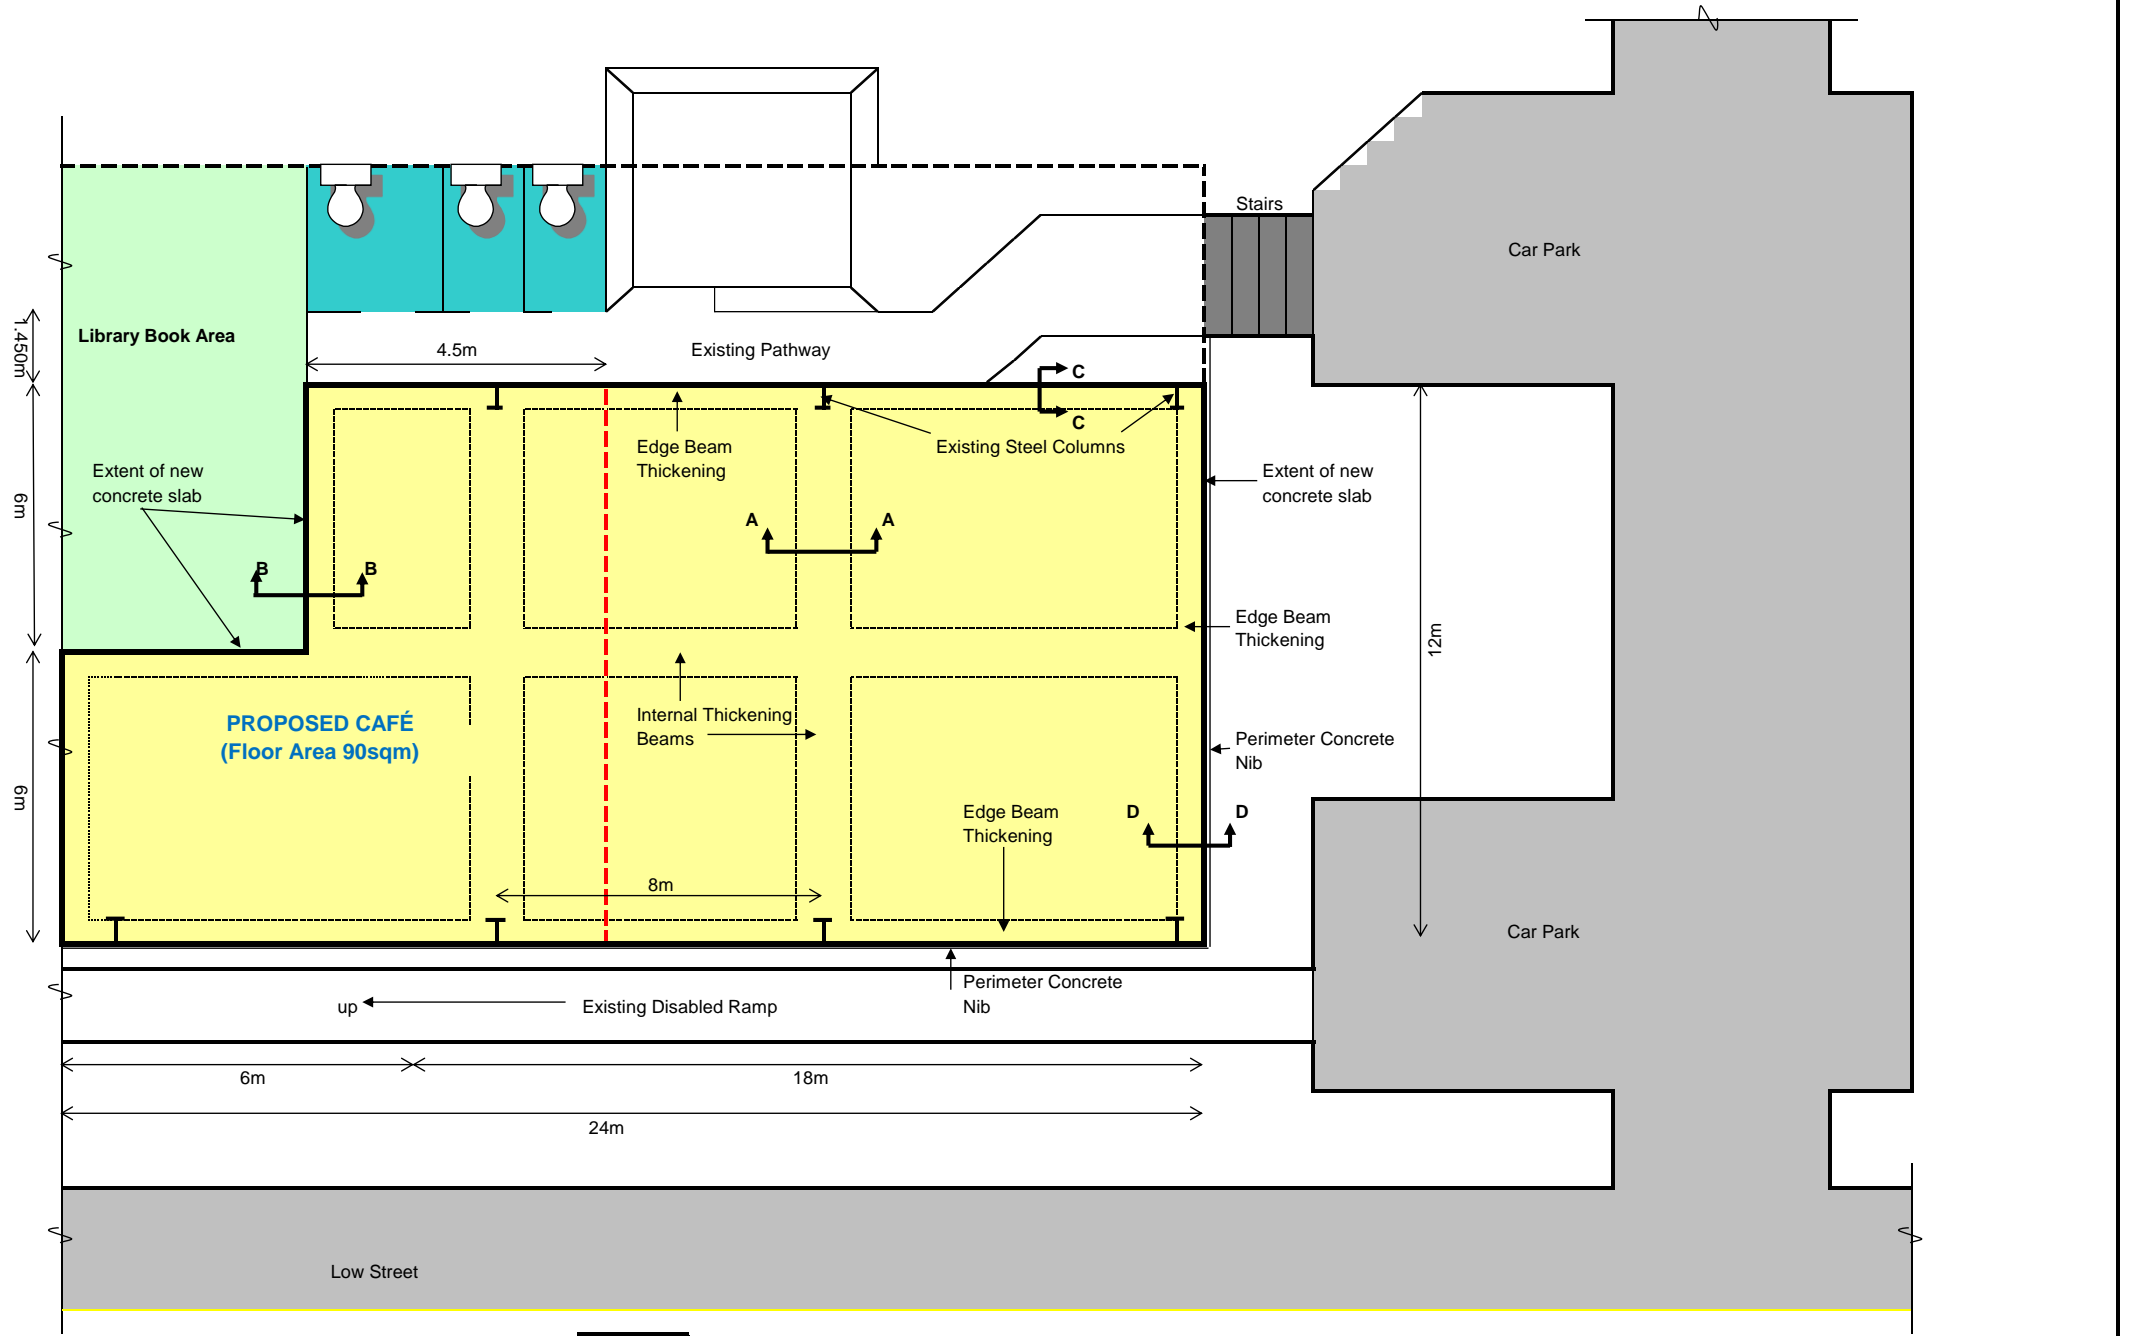 Stairs
Car Park
Library Book Area
1.450m
4.5m
Existing Pathway
C
C
Edge Beam
Thickening
Existing Steel Columns
Extent of new
concrete slab
Extent of new
concrete slab
6m
A
A
B
B
Edge Beam
Thickening
12m
PROPOSED CAFÉ
(Floor Area 90sqm)
Internal Thickening
Beams
Perimeter Concrete
Nib
6m
Edge Beam
Thickening
D
D
8m
Car Park
Perimeter Concrete
Nib
up
Existing Disabled Ramp
6m
18m
24m
Low Street